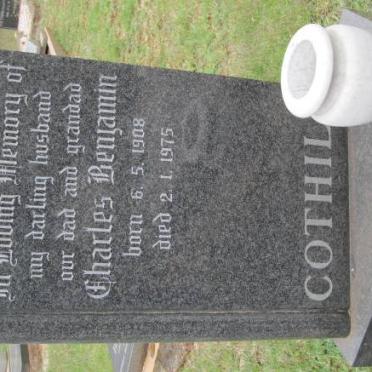 In Loving Memory of
my darling husband
our dad and grandad
Charles Benjamin
born 6. 5. 1908
died 2. 1. 1975
COTHIL